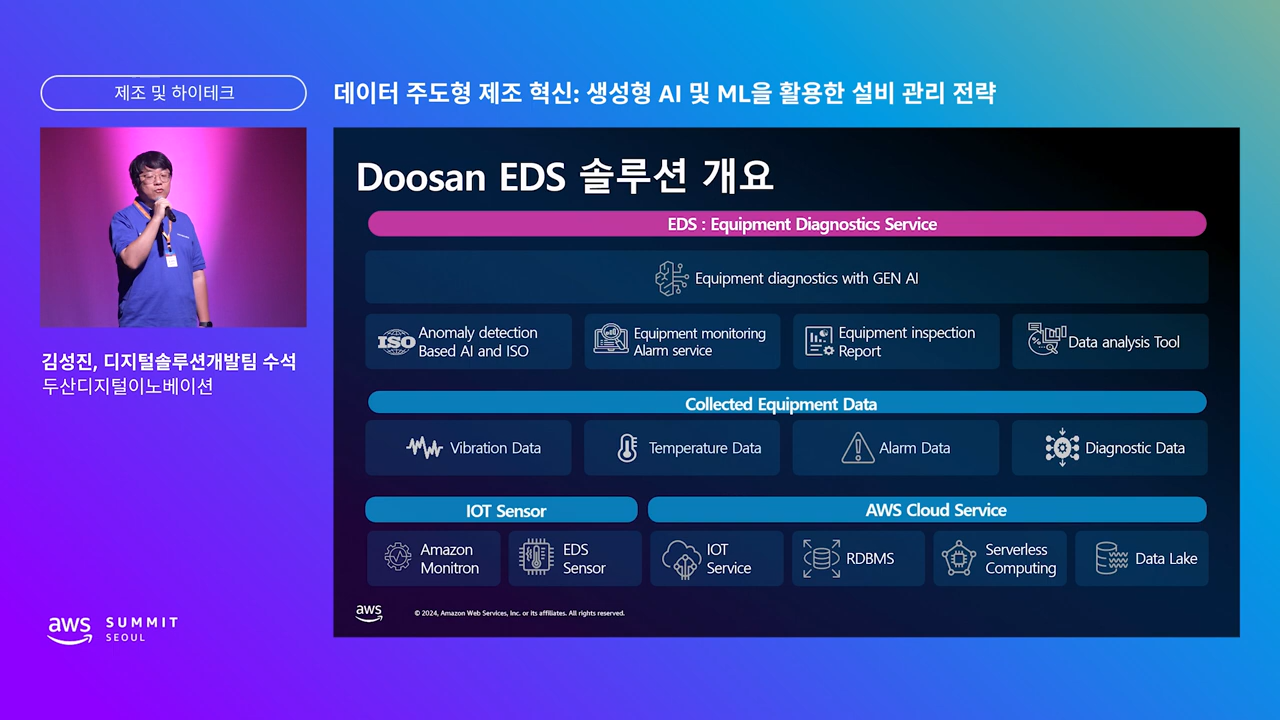 제조 및 하이테크
데이터 주도형 제조 혁신: 생성형 AI 및 ML을 활용한 설비 관리 전략
김성진, 디지털솔루션개발팀 수석
두산디지털이노베이션
aws SUMMIT
SEOUL
Doosan EDS 솔루션 개요
EDS : Equipment Diagnostics Service
Equipment diagnostics with GEN AI
ISO
Anomaly detection
Based AI and ISO
Equipment monitoring
Alarm service
Equipment inspection
Report
Data analysis Tool
Collected Equipment Data
Vibration Data
Temperature Data
Alarm Data
Diagnostic Data
IOT Sensor
AWS Cloud Service
Amazon
Monitron
EDS
Sensor
IOT
Service
RDBMS
Serverless
Computing
Data Lake
aws
© 2024, Amazon Web Services, Inc. or its affiliates. All rights reserved.